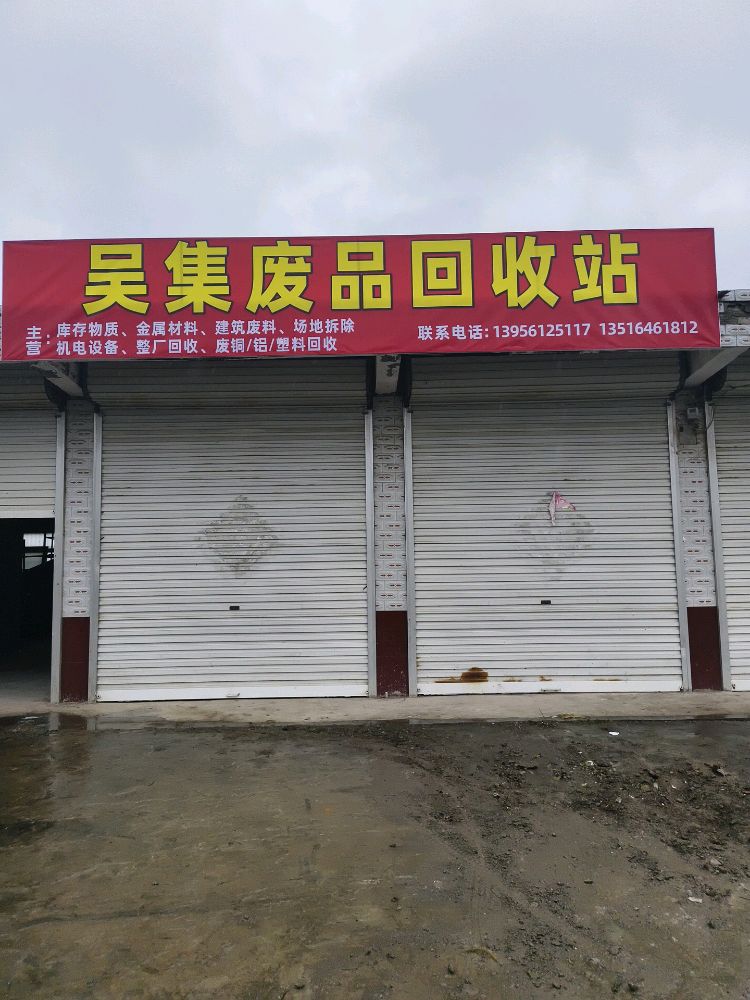 吴集废品回收站
主营：库存物质、金属材料、建筑废料、场地拆除
机电设备、整厂回收、废铜/铝/塑料回收
联系电话：13956125117 13516461812